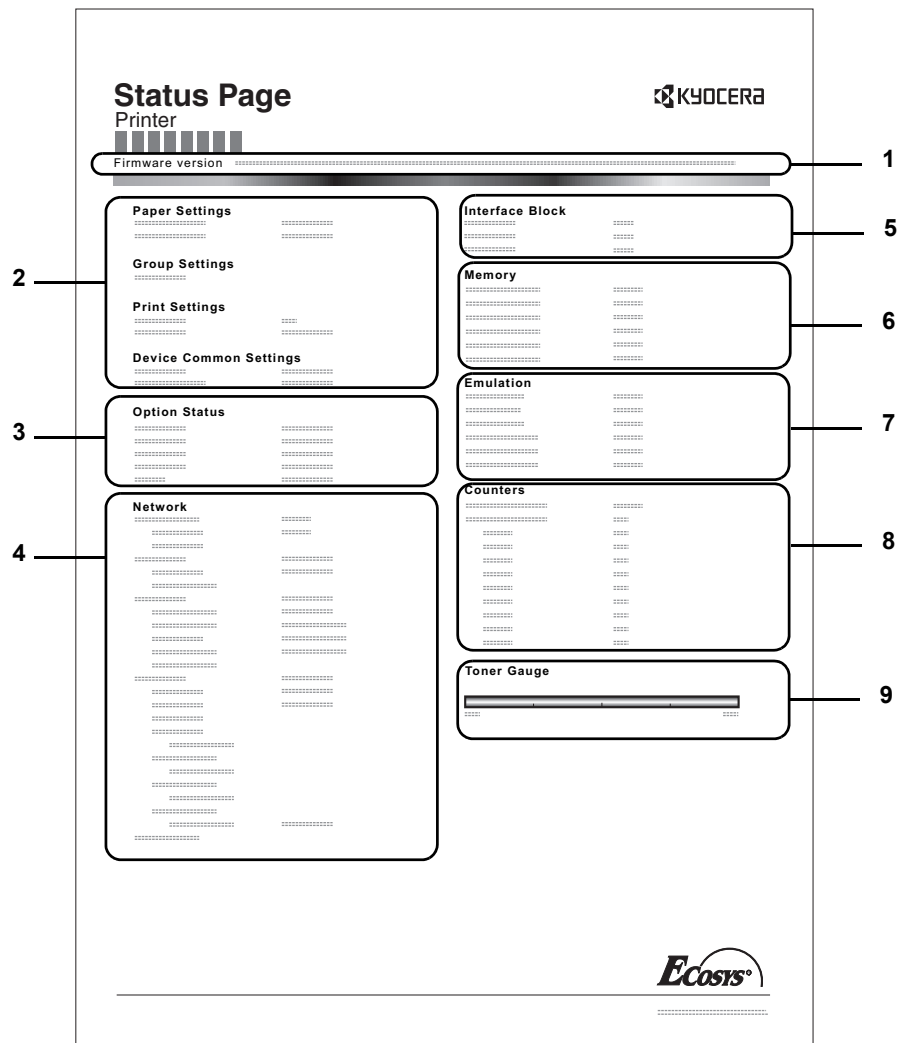 Status Page
KYOCERA
Printer
Firmware version
1
Paper Settings
Group Settings
Print Settings
Device Common Settings
2
Option Status
3
Network
4
Interface Block
5
Memory
6
Emulation
7
Counters
8
Toner Gauge
9
ECOSYS